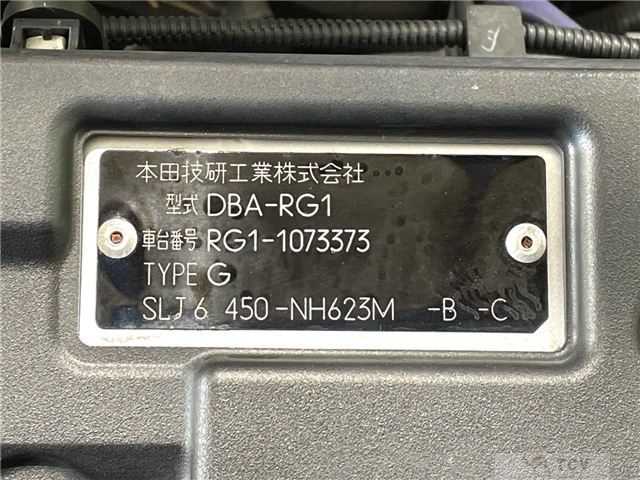 本田技研工業株式会社
型式 DBA-RG1
車台番号 RG1-1073373
TYPE G
SLJ6 450-NH623M -B -C
TCV